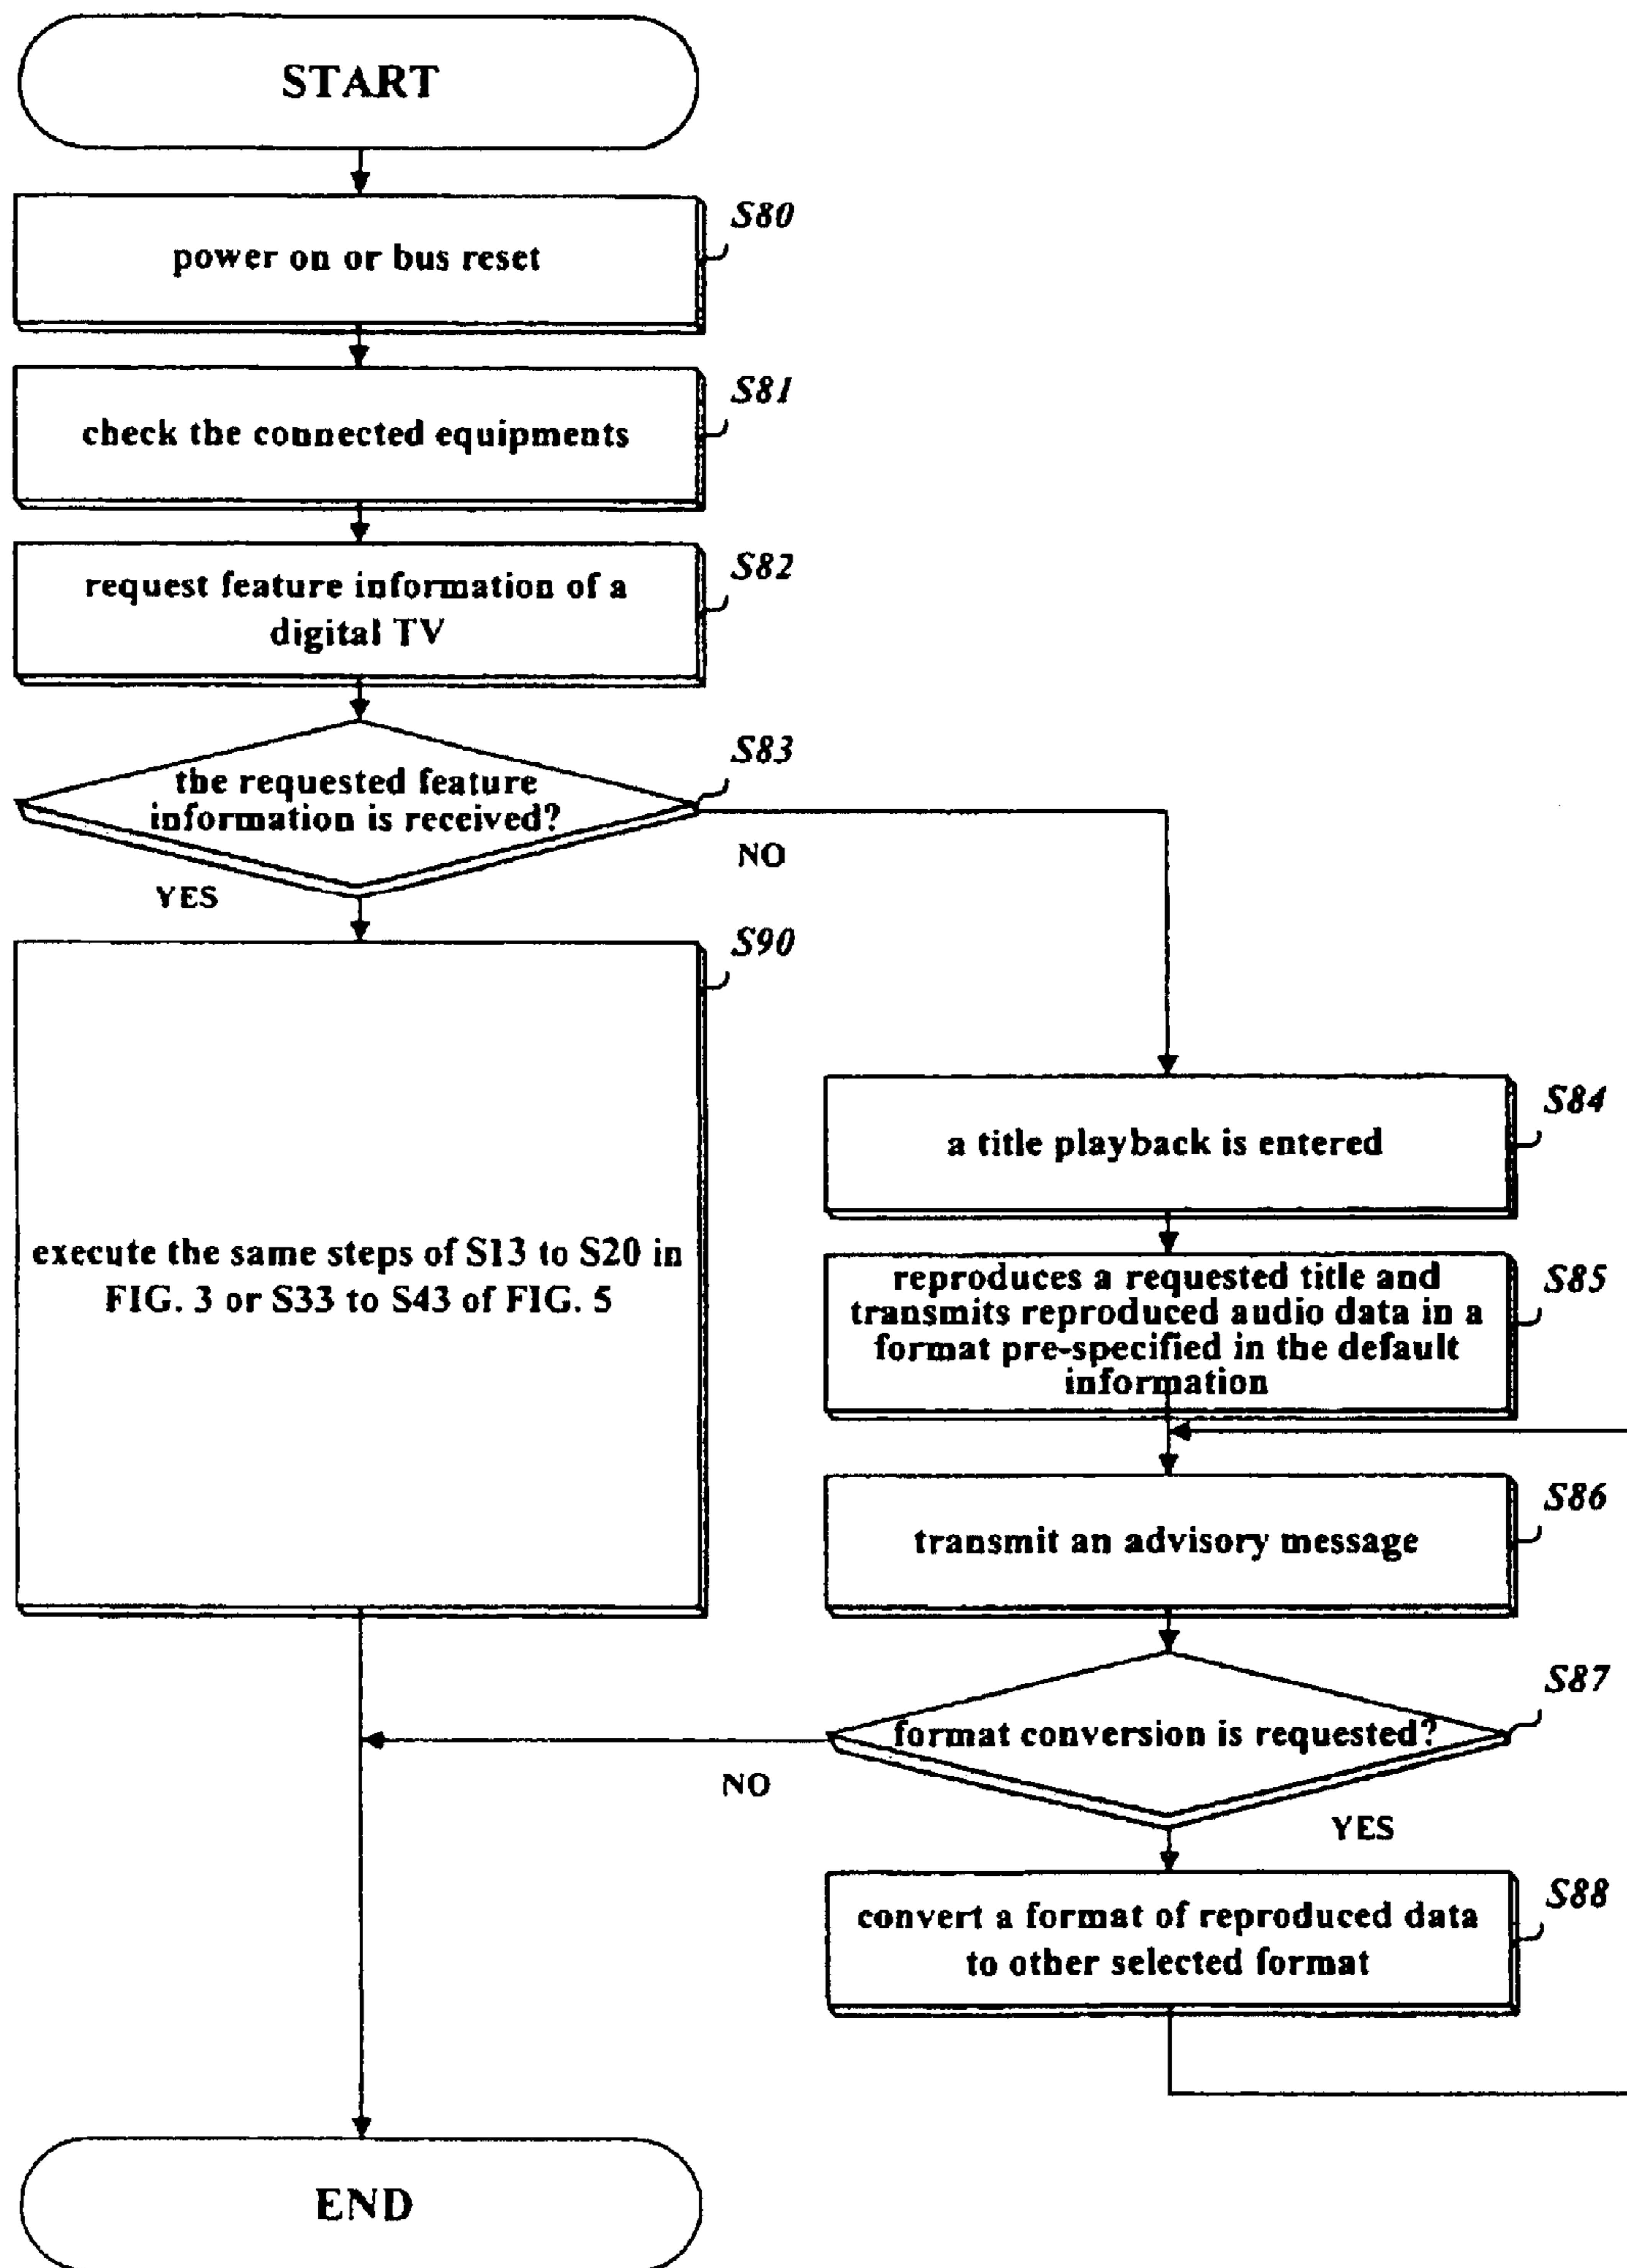 START
S80
power on or bus reset
S81
check the connected equipments
S82
request feature information of a
digital TV
S83
the requested feature
information is received?
NO
YES
S90
execute the same steps of S13 to S20 in
FIG. 3 or S33 to S43 of FIG. 5
S84
a title playback is entered
S85
reproduces a requested title and
transmits reproduced audio data in a
format pre-specified in the default
information
S86
transmit an advisory message
S87
format conversion is requested?
NO
YES
S88
convert a format of reproduced data
to other selected format
END